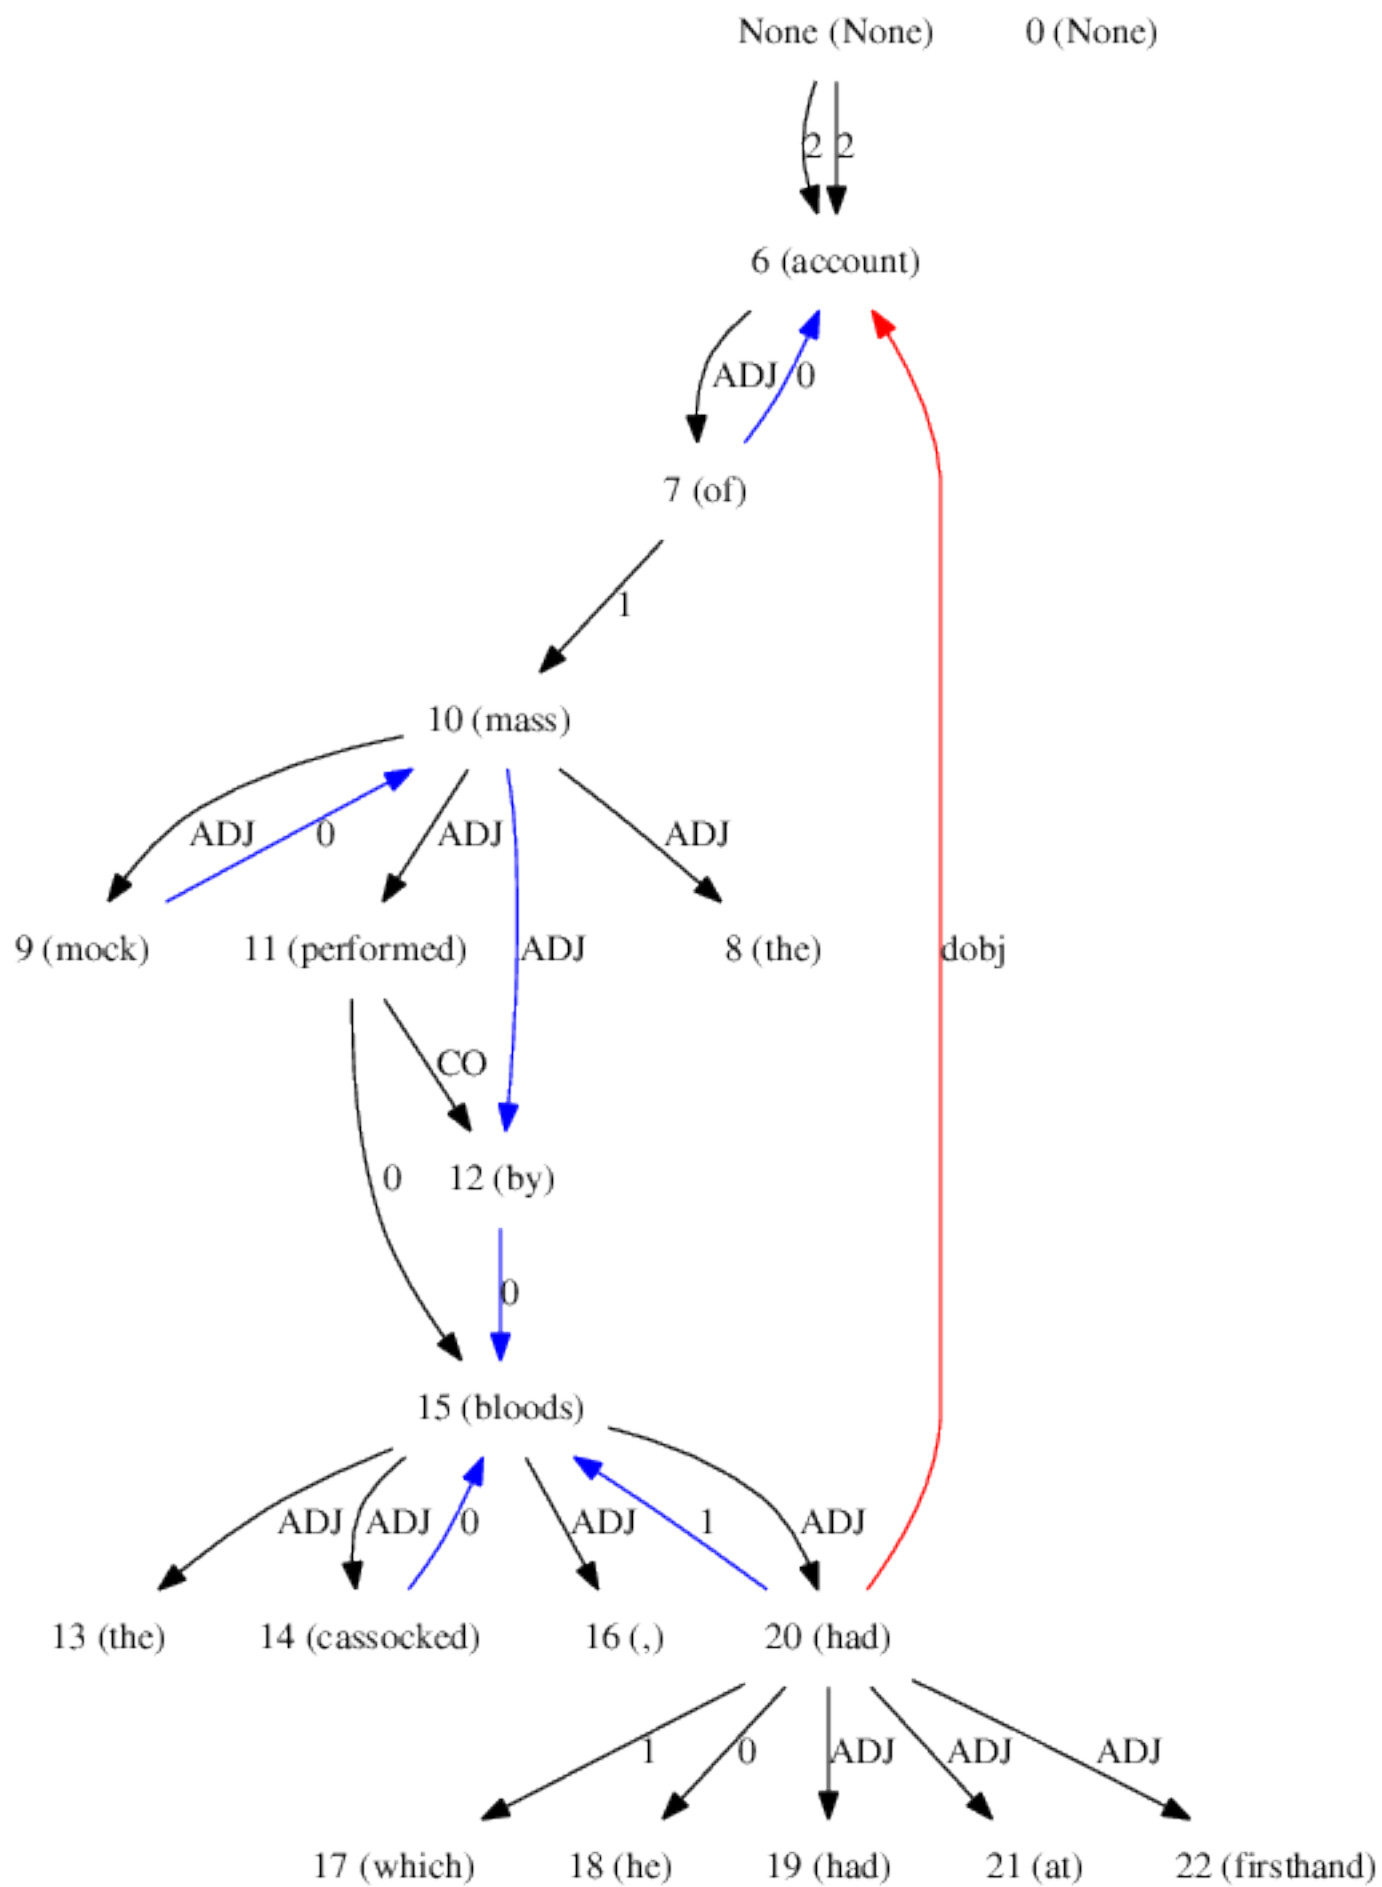 None (None) 0 (None)
2 2
6 (account)
ADJ 0
7 (of)
1
10 (mass)
ADJ 0 ADJ ADJ
9 (mock) 11 (performed) ADJ 8 (the) dobj
CO
0 12 (by)
0
15 (bloods)
ADJ ADJ 0 ADJ 1 ADJ
13 (the) 14 (cassocked) 16 (,) 20 (had)
1 0 ADJ ADJ ADJ
17 (which) 18 (he) 19 (had) 21 (at) 22 (firsthand)